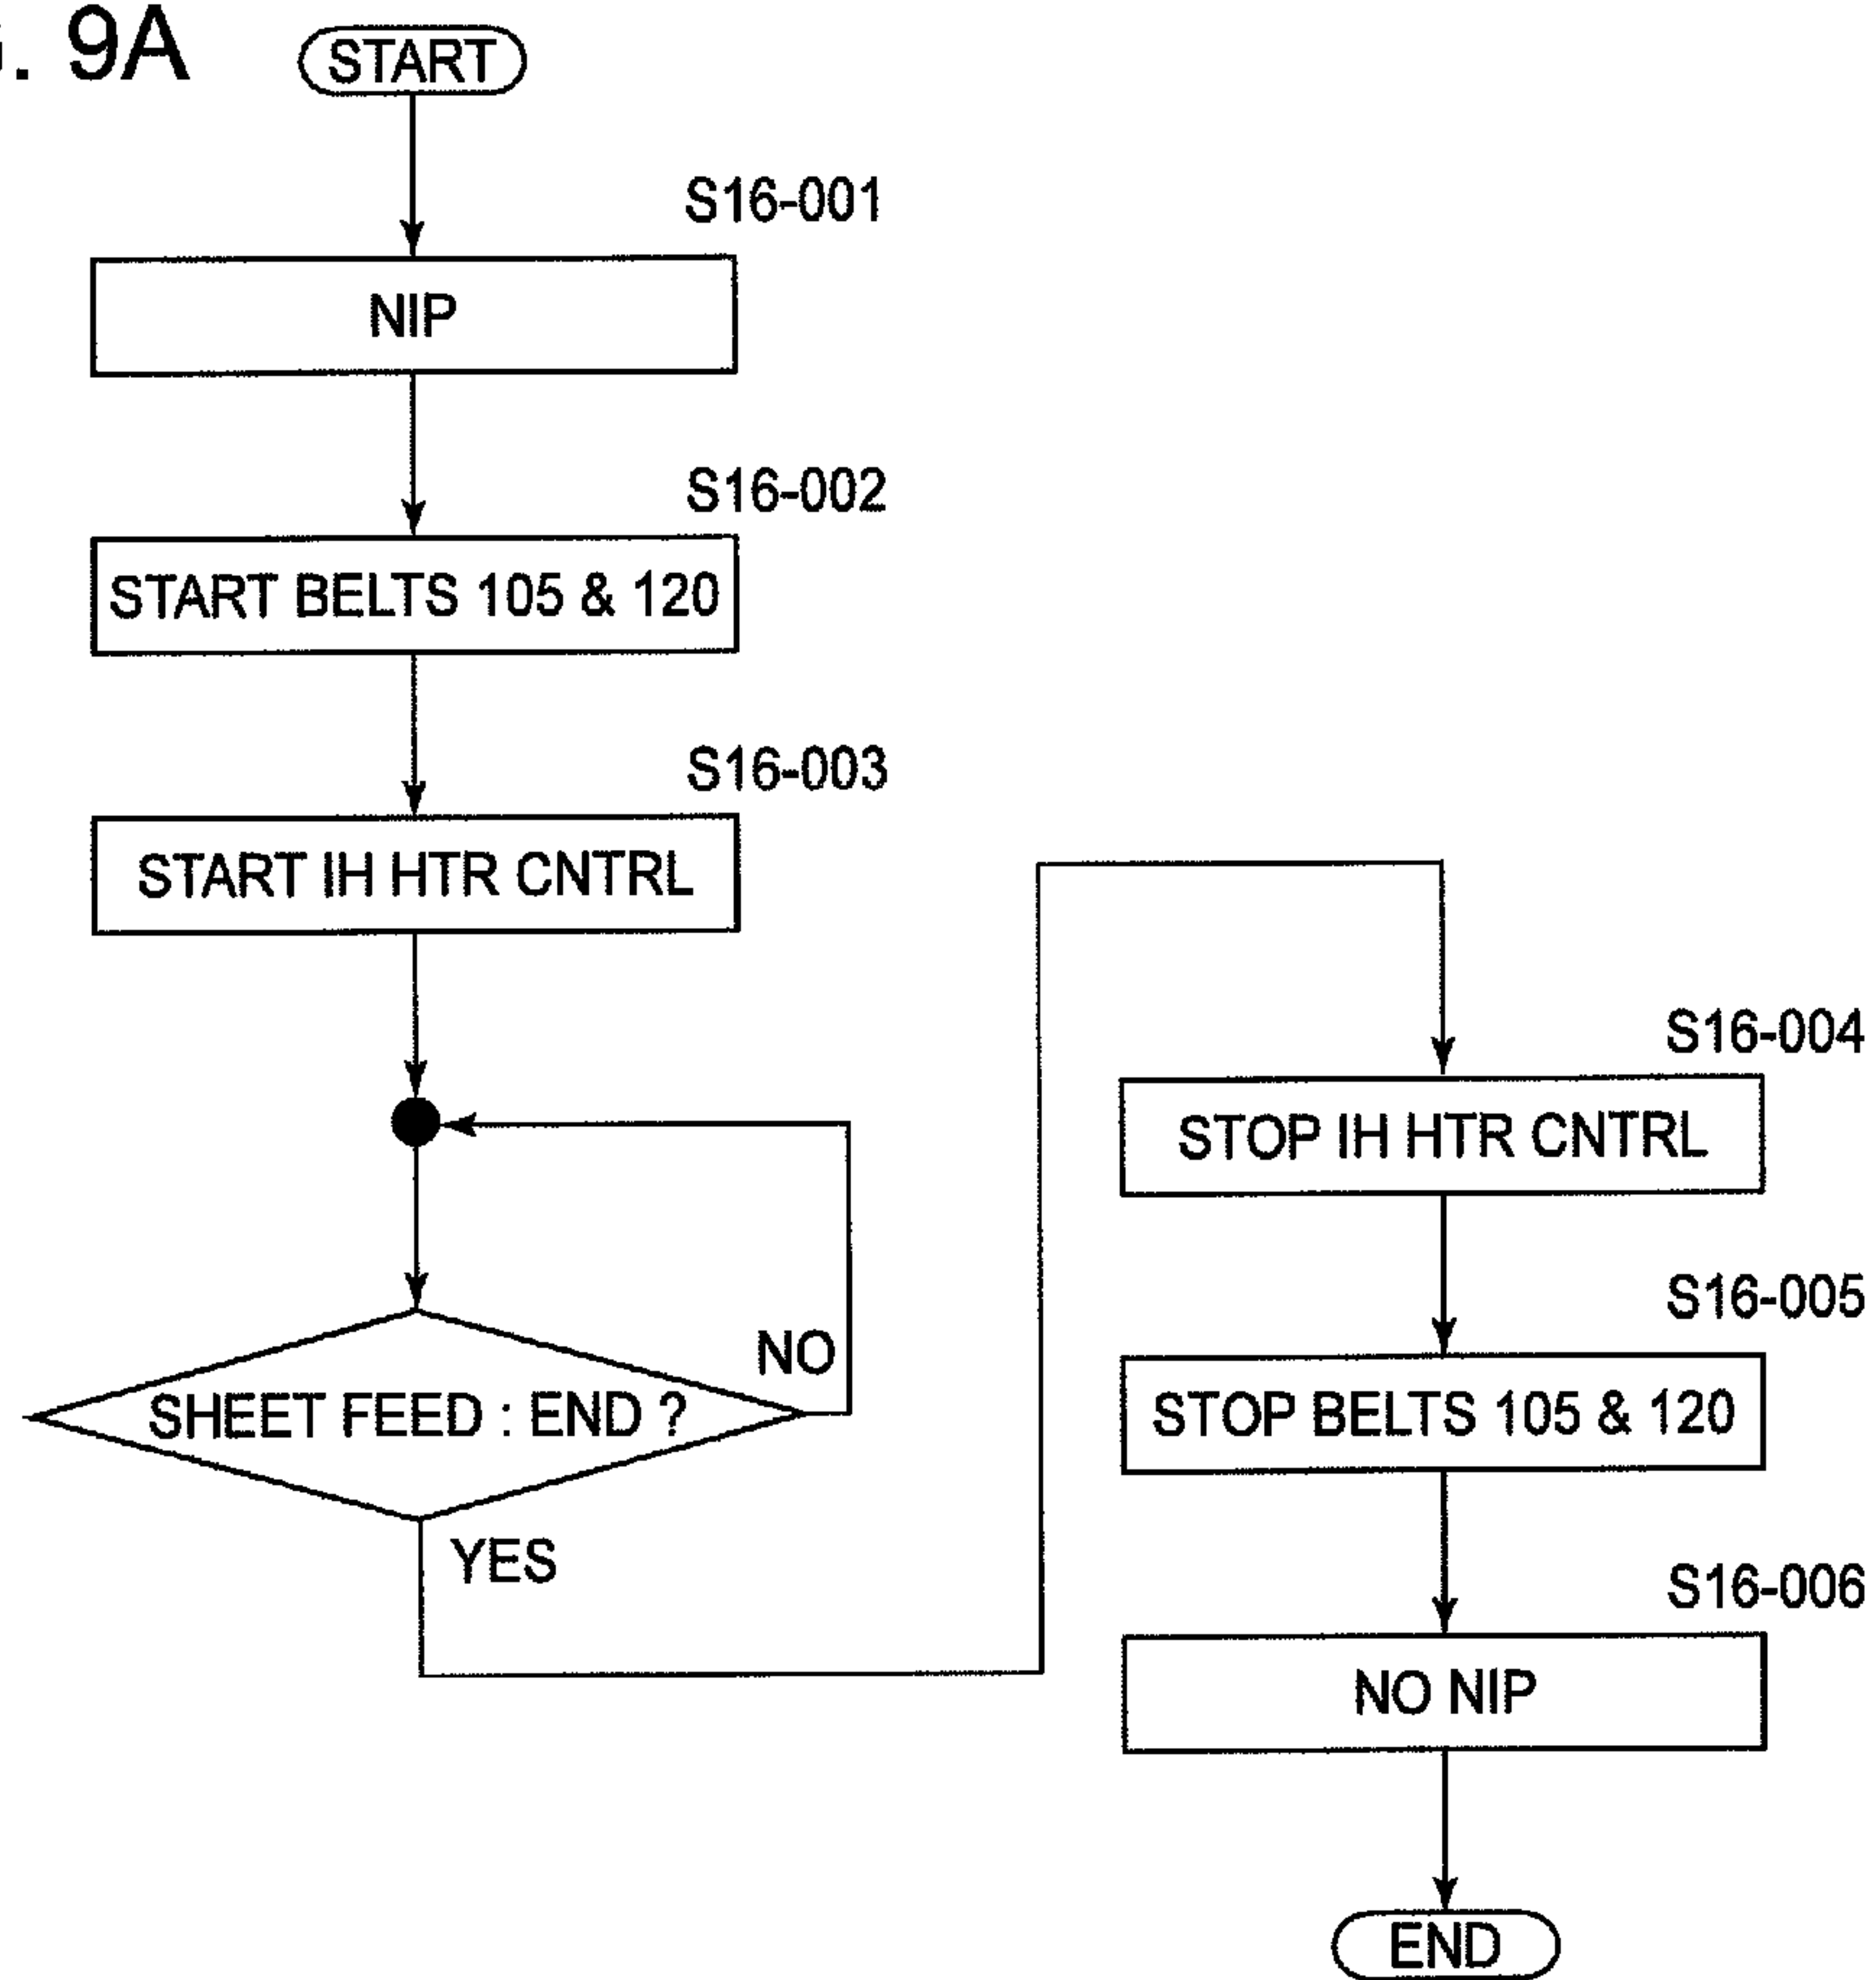 . 9A
START
S16-001
NIP
S16-002
START BELTS 105 & 120
S16-003
START IH HTR CNTRL
SHEET FEED : END ?
NO
YES
S16-004
STOP IH HTR CNTRL
S16-005
STOP BELTS 105 & 120
S16-006
NO NIP
END